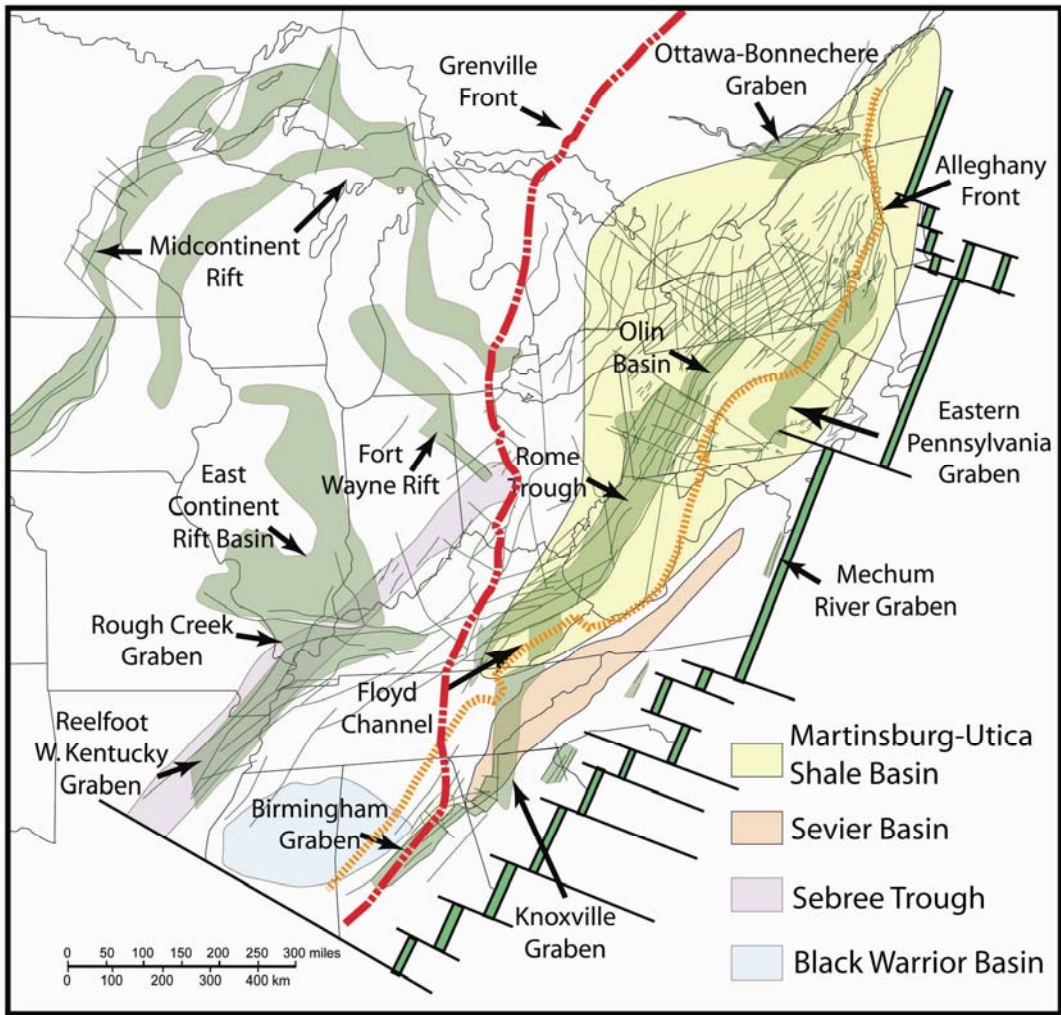 Grenville
Front
Ottawa-Bonnechere
Graben
Alleghany
Front
Midcontinent
Rift
Olin
Basin
Eastern
Pennsylvania
Graben
Fort
Wayne Rift
Rome
Trough
East
Continent
Rift Basin
Mechum
River Graben
Rough Creek
Graben
Floyd
Channel
Reelfoot
W. Kentucky
Graben
Birmingham
Graben
Knoxville
Graben
Martinsburg-Utica
Shale Basin
Sevier Basin
Sebree Trough
Black Warrior Basin
0 50 100 150 200 250 300 miles
0 100 200 300 400 km